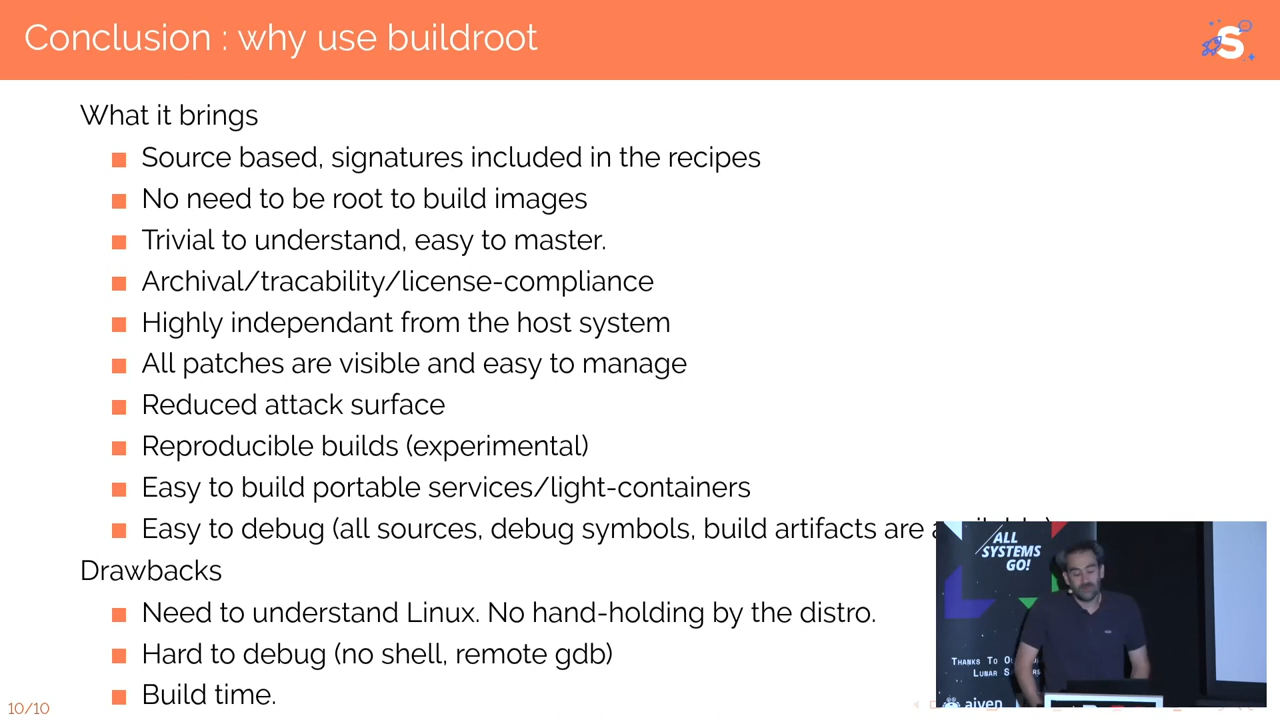 Conclusion : why use buildroot
What it brings
Source based, signatures included in the recipes
No need to be root to build images
Trivial to understand, easy to master.
Archival/tracability/license-compliance
Highly independant from the host system
All patches are visible and easy to manage
Reduced attack surface
Reproducible builds (experimental)
Easy to build portable services/light-containers
Easy to debug (all sources, debug symbols, build artifacts are
Drawbacks
Need to understand Linux. No hand-holding by the distro.
Hard to debug (no shell, remote gdb)
Build time.
10/10
S
ALL
SYSTEMS
GO!
THANKS TO
LUNAR
aiven